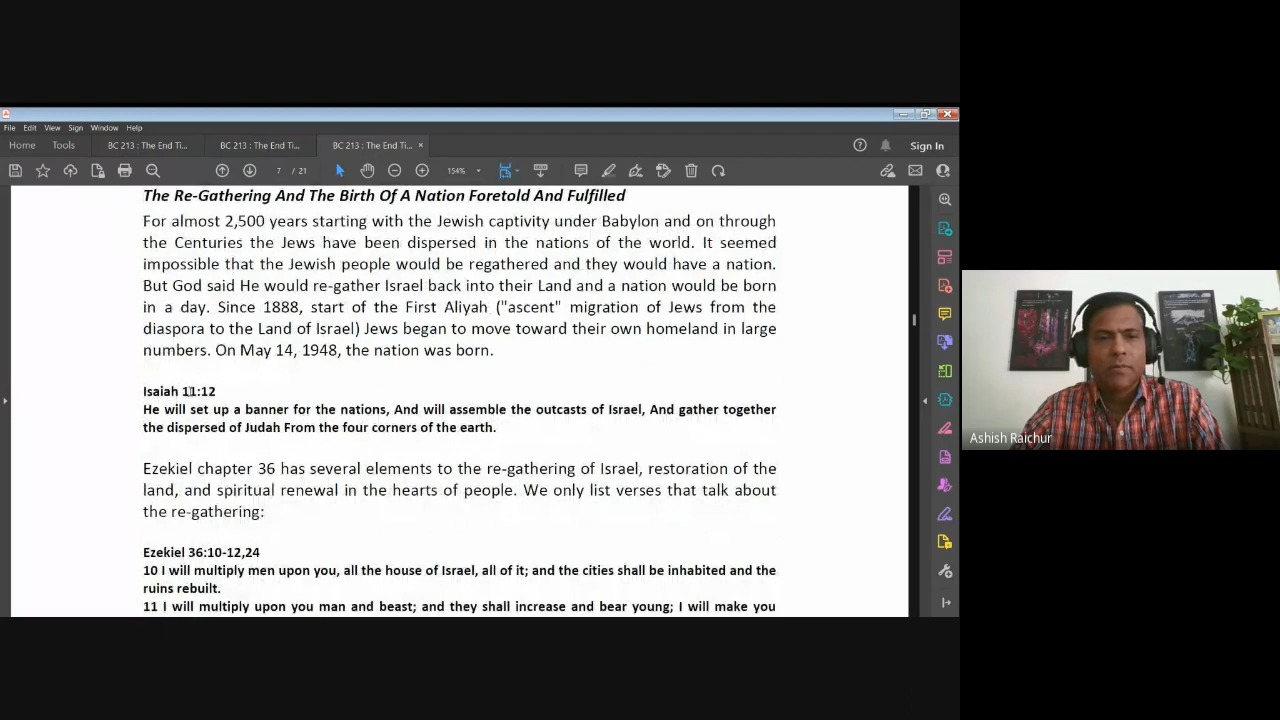 File Edit View Sign Window Help
Home Tools BC 213 : The End Ti... BC 213 : The End Ti... BC 213 : The End Ti... × Sign In
7 / 21 154%
The Re-Gathering And The Birth Of A Nation Foretold And Fulfilled
For almost 2,500 years starting with the Jewish captivity under Babylon and on through
the Centuries the Jews have been dispersed in the nations of the world. It seemed
impossible that the Jewish people would be regathered and they would have a nation.
But God said He would re-gather Israel back into their Land and a nation would be born
in a day. Since 1888, start of the First Aliyah ("ascent" migration of Jews from the
diaspora to the Land of Israel) Jews began to move toward their own homeland in large
numbers. On May 14, 1948, the nation was born.
Isaiah 11:12
He will set up a banner for the nations, And will assemble the outcasts of Israel, And gather together
the dispersed of Judah From the four corners of the earth.
Ezekiel chapter 36 has several elements to the re-gathering of Israel, restoration of the
land, and spiritual renewal in the hearts of people. We only list verses that talk about
the re-gathering:
Ezekiel 36:10-12,24
10 I will multiply men upon you, all the house of Israel, all of it; and the cities shall be inhabited and the
ruins rebuilt.
11 I will multiply upon you man and beast; and they shall increase and bear young; I will make you
Ashish Raichur